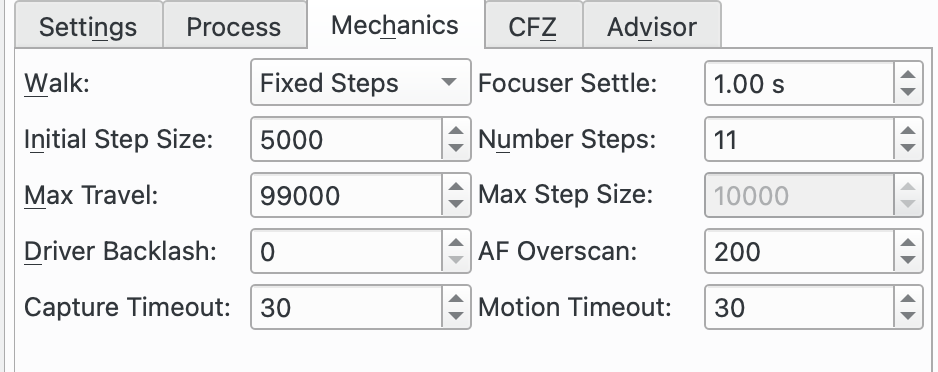 Settings Process Mechanics CFZ Advisor
Walk: Fixed Steps Focuser Settle: 1.00 s
Initial Step Size: 5000 Number Steps: 11
Max Travel: 99000 Max Step Size: 10000
Driver Backlash: 0 AF Overscan: 200
Capture Timeout: 30 Motion Timeout: 30